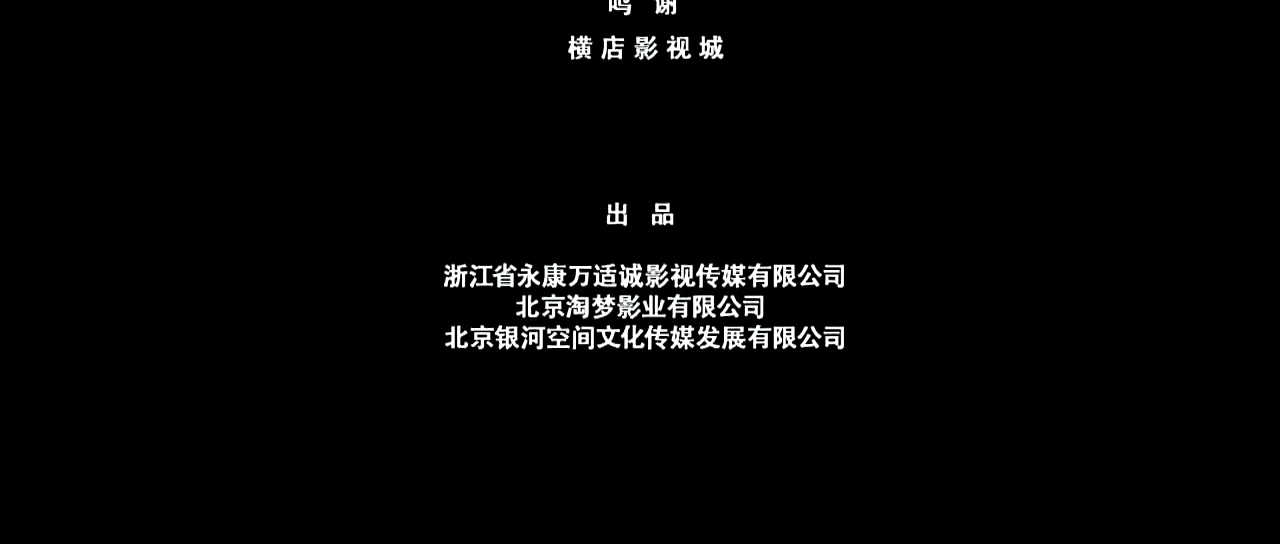 鸣 谢
横店影视城
出 品
浙江省永康万适诚影视传媒有限公司
北京淘梦影业有限公司
北京银河空间文化传媒发展有限公司